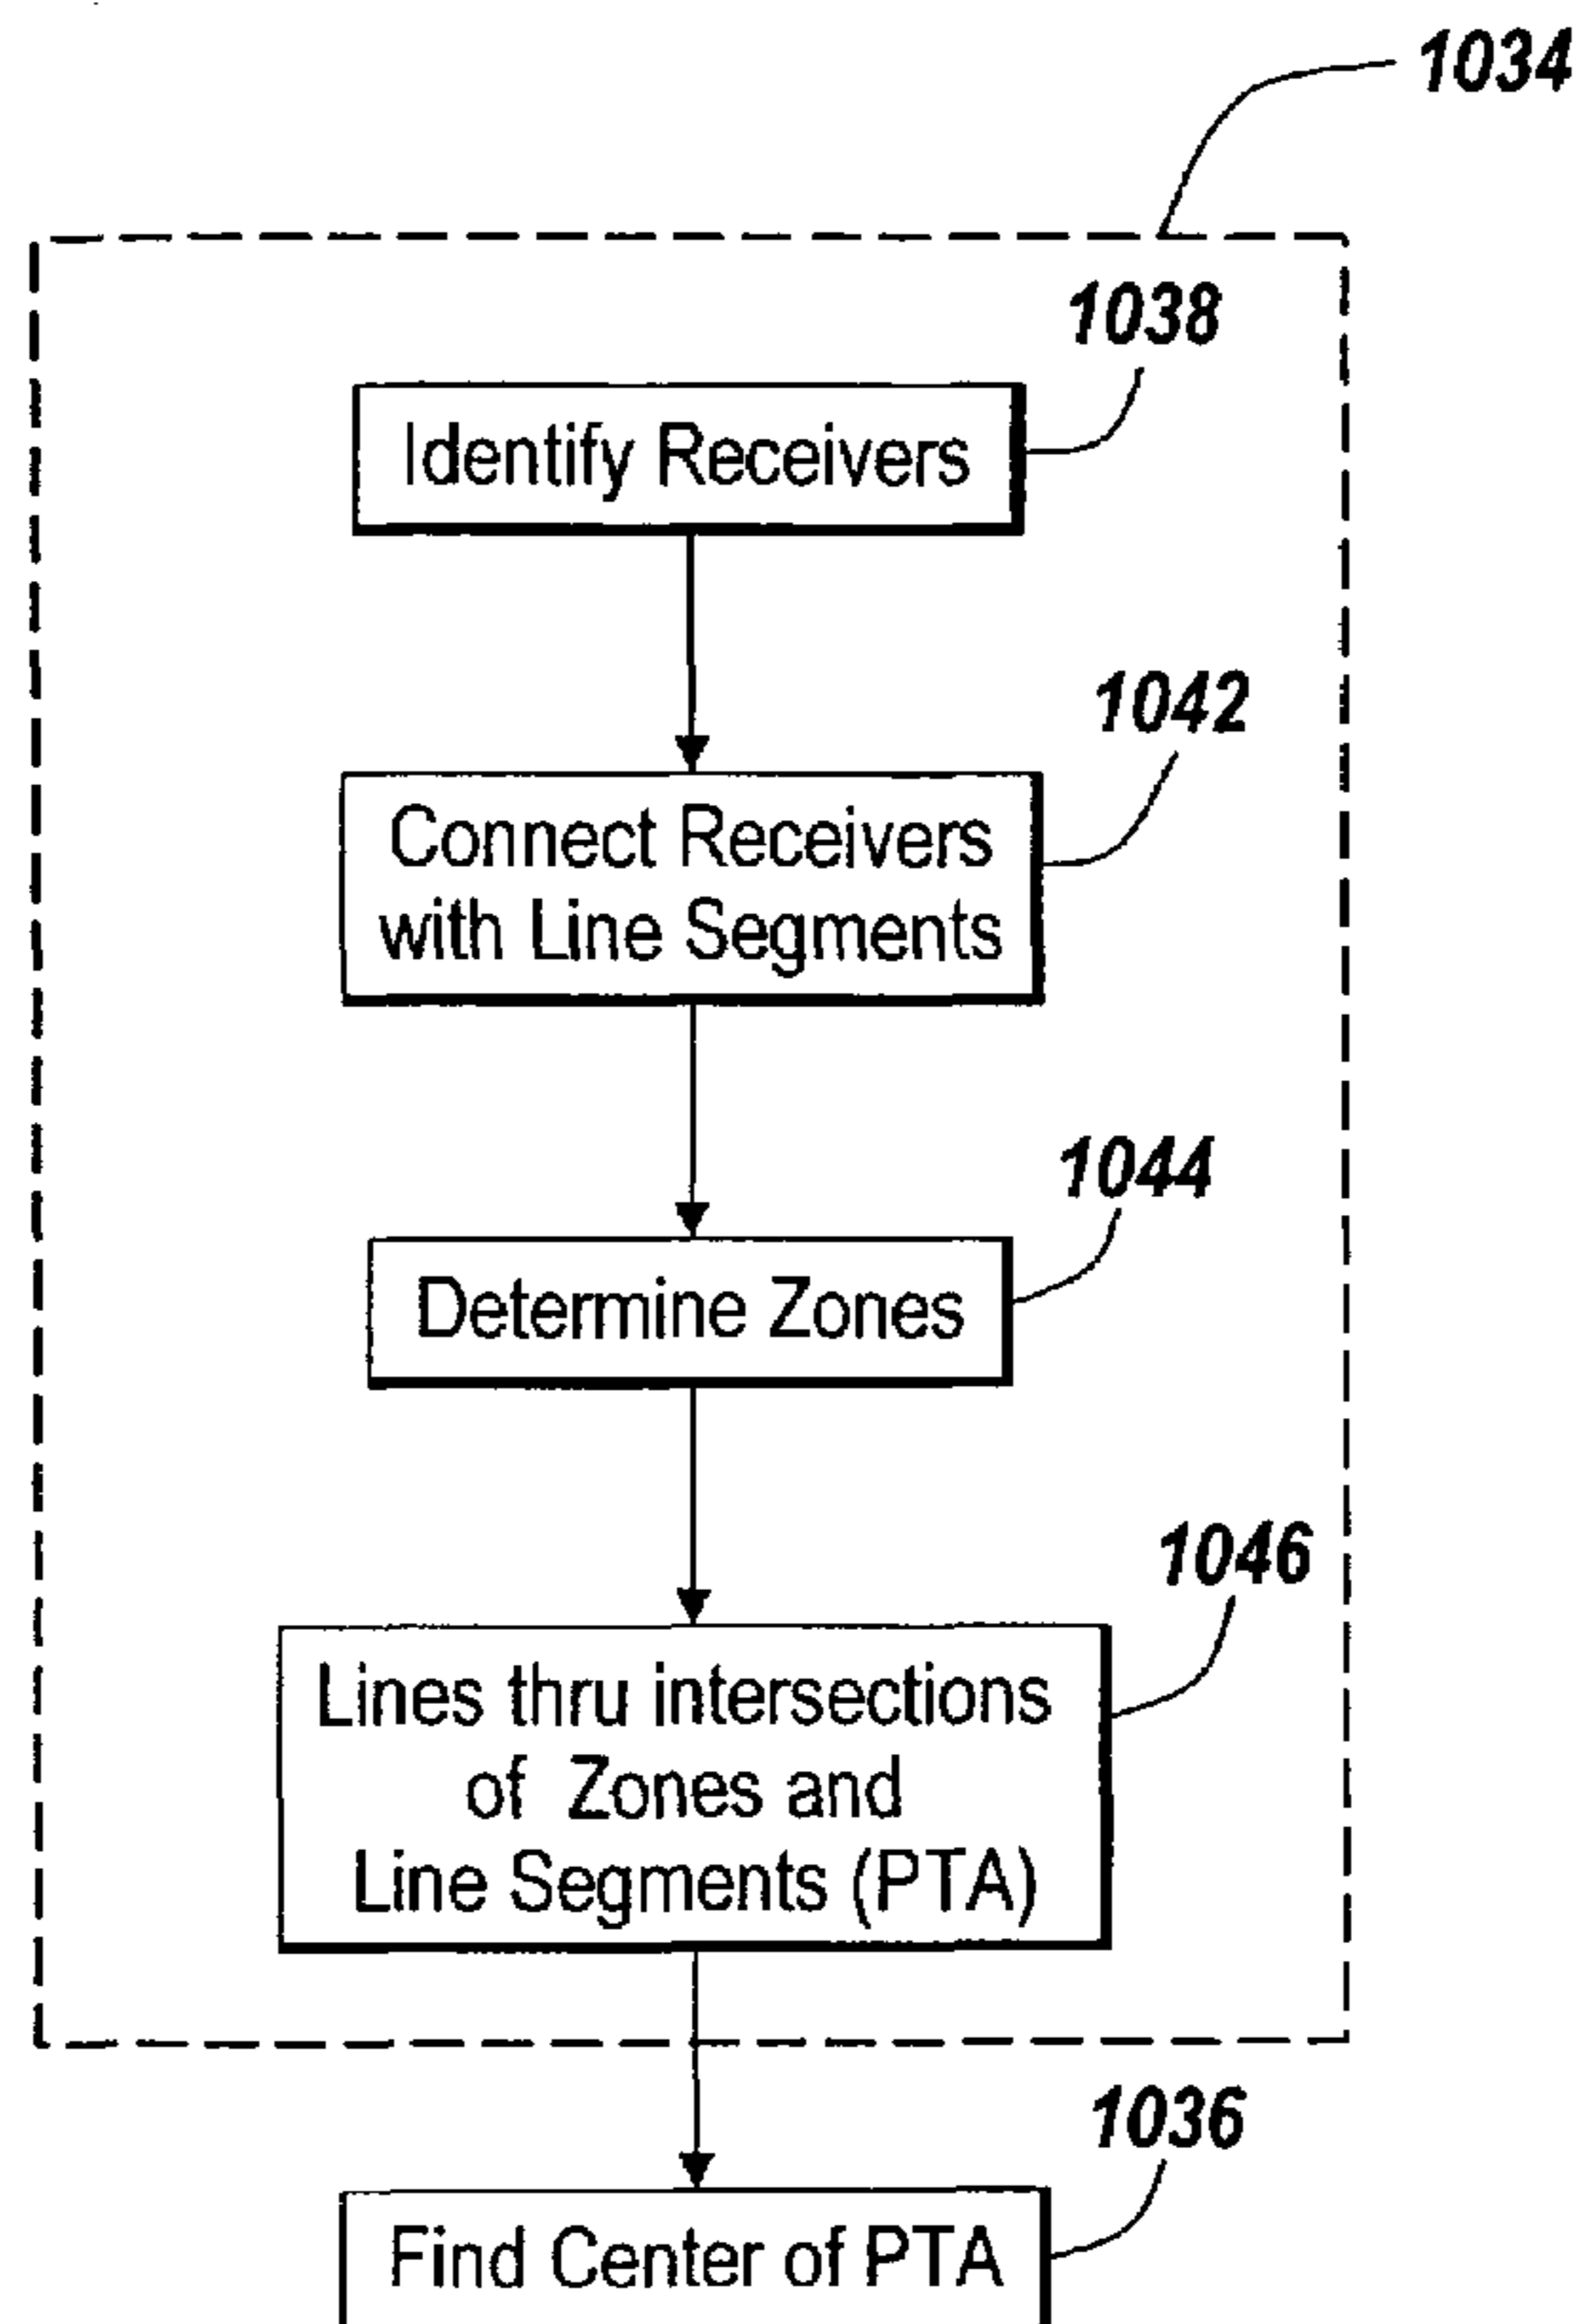 1034
1038
Identify Receivers
1042
Connect Receivers
with Line Segments
1044
Determine Zones
1046
Lines thru intersections
of Zones and
Line Segments (PTA)
1036
Find Center of PTA